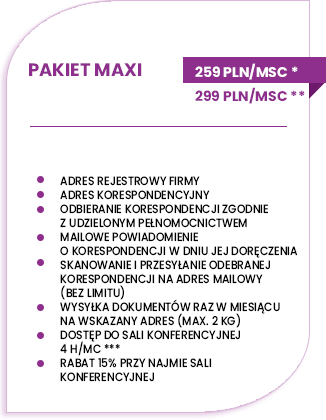 PAKIET MAXI
259 PLN/MSC *
299 PLN/MSC **
ADRES REJESTROWY FIRMY
ADRES KORESPONDENCYJNY
ODBIERANIE KORESPONDENCJI ZGODNIE
Z UDZIELONYM PEŁNOMOCNICTWEM
MAILOWE POWIADOMIENIE
O KORESPONDENCJI W DNIU JEJ DORĘCZENIA
SKANOWANIE I PRZESYŁANIE ODEBRANEJ
KORESPONDENCJI NA ADRES MAILOWY
(BEZ LIMITU)
WYSYŁKA DOKUMENTÓW RAZ W MIESIĄCU
NA WSKAZANY ADRES (MAX. 2 KG)
DOSTĘP DO SALI KONFERENCYJNEJ
4 H/MC ***
RABAT 15% PRZY NAJMIE SALI
KONFERENCYJNEJ